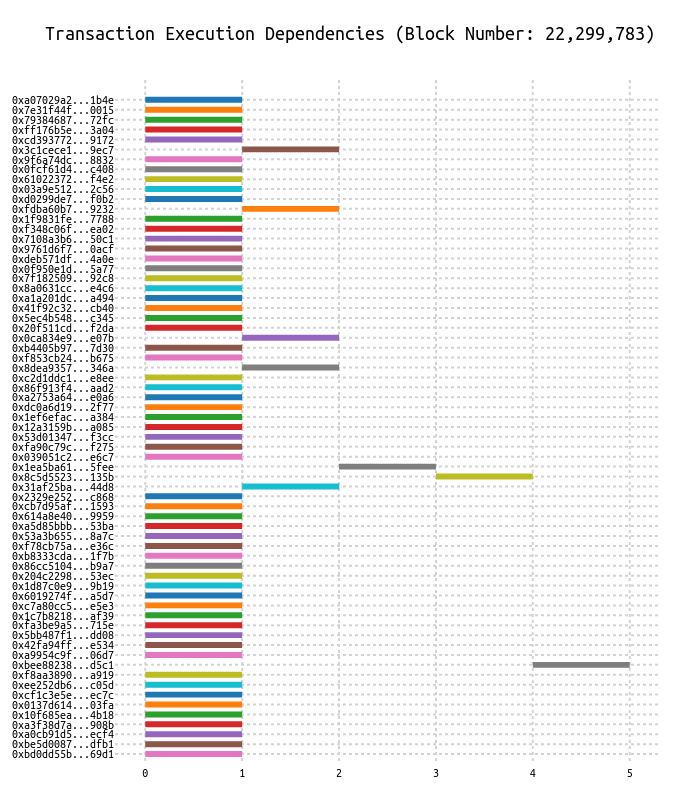 Transaction Execution Dependencies (Block Number: 22,299,783)
0xa07029a2...1b4e
0x7e31f44f...0015
0x79384687...72fc
0xff176b5e...3a04
0xcd393772...9172
0x3c1cece1...9ec7
0x9f6a74dc...8832
0x0fcf61d4...c408
0x61022372...f4e2
0x03a9e512...2c56
0xd0299de7...f0b2
0xfdba60b7...9232
0x1f9831fe...7788
0xf348c06f...ea02
0x7108a3b6...50c1
0x9761d6f7...0acf
0xdeb571df...4a0e
0x0f950e1d...5a77
0x7f182509...92c8
0x8a0631cc...e4c6
0xa1a201dc...a494
0x41f92c32...cb40
0x5ec4b548...c345
0x20f511cd...f2da
0x0ca834e9...e07b
0xb4405b97...7d30
0xf853cb24...b675
0x8dea9357...346a
0xc2d1ddc1...e8ee
0x86f913f4...aad2
0xa2753a64...e0a6
0xdc0a6d19...2f77
0x1ef6efac...a384
0x12a3159b...a085
0x53d01347...f3cc
0xfa90c79c...f275
0x039051c2...e6c7
0x1ea5ba61...5fee
0x8c5d5523...135b
0x31af25ba...44d8
0x2329e252...c868
0xcb7d95af...1593
0x614a8e40...9959
0xa5d85bbb...53ba
0x53a3b655...8a7c
0xf78cb75a...e36c
0xb8333cda...1f7b
0x86cc5104...b9a7
0x204c2298...53ec
0x1d87c0e9...9b19
0x6019274f...a5d7
0xc7a80cc5...e5e3
0x1c7b8218...af39
0xfa3be9a5...715e
0x5bb487f1...dd08
0x42fa94ff...e534
0xa9954c9f...06d7
0xbee88238...d5c1
0xf8aa3890...a919
0xee252db6...c05d
0xcf1c3e5e...ec7c
0x0137d614...03fa
0x10f685ea...4b18
0xa3f38d7a...908b
0xa0cb91d5...ecf4
0xbe5d0087...dfb1
0xbd0dd55b...69d1
0 1 2 3 4 5